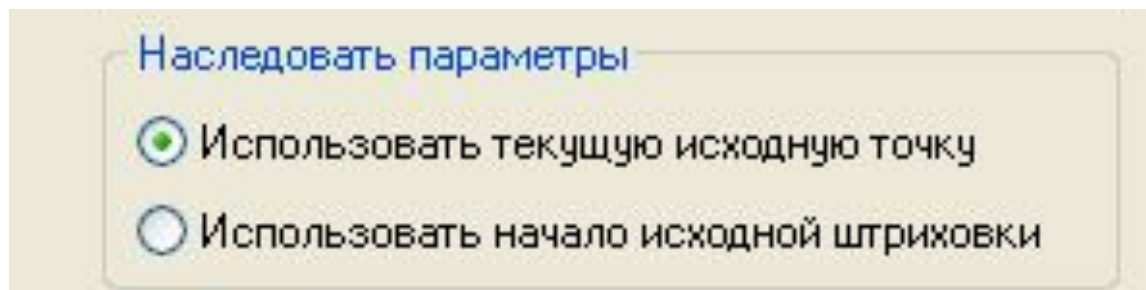 Наследовать параметры
Использовать текущую исходную точку
Использовать начало исходной штриховки